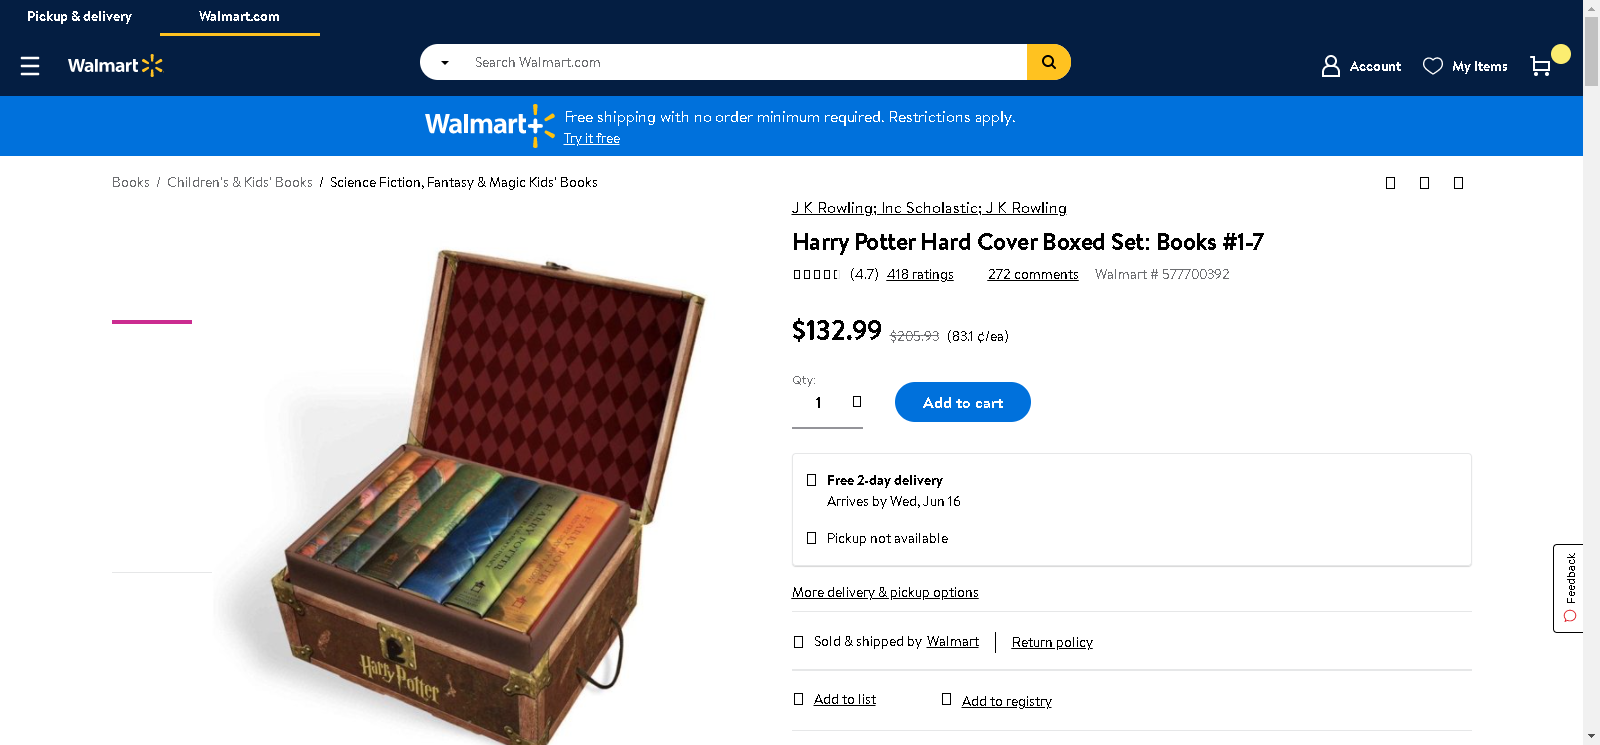 Pickup & delivery
Walmart.com
Walmart
Search Walmart.com
Account
My Items
Walmart+
Free shipping with no order minimum required. Restrictions apply.
Try it free
Books / Children's & Kids' Books / Science Fiction, Fantasy & Magic Kids' Books
J K Rowling; Inc Scholastic; J K Rowling
Harry Potter Hard Cover Boxed Set: Books #1-7
(4.7) 418 ratings 272 comments Walmart # 577700392
$132.99 $205.93 (83.1 ¢/ea)
Qty:
1
Add to cart
Free 2-day delivery
Arrives by Wed, Jun 16
Pickup not available
More delivery & pickup options
Sold & shipped by Walmart
Return policy
Add to list
Add to registry
Feedback
HARRY POTTER
HARRY POTTER
Harry Potter